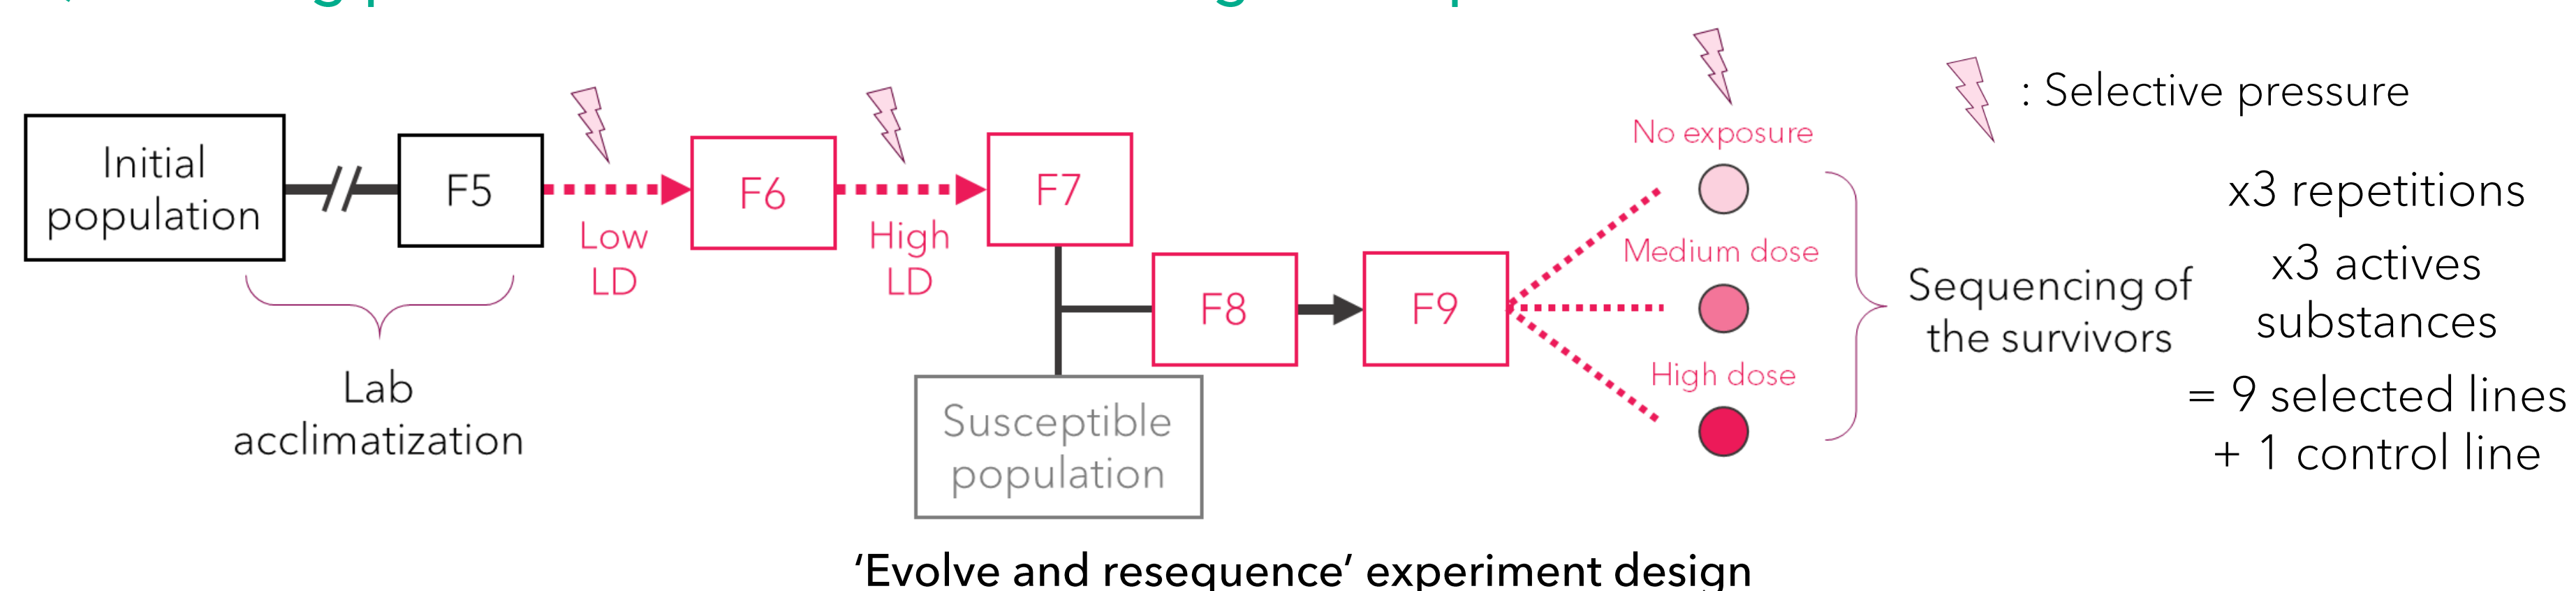 Initial
population
F5
Low
LD
F6
High
LD
F7
Lab
acclimatization
Susceptible
population
F8
F9
No exposure
Medium dose
High dose
Sequencing of
the survivors
: Selective pressure
x3 repetitions
x3 actives
substances
= 9 selected lines
+ 1 control line
‘Evolve and resequence’ experiment design